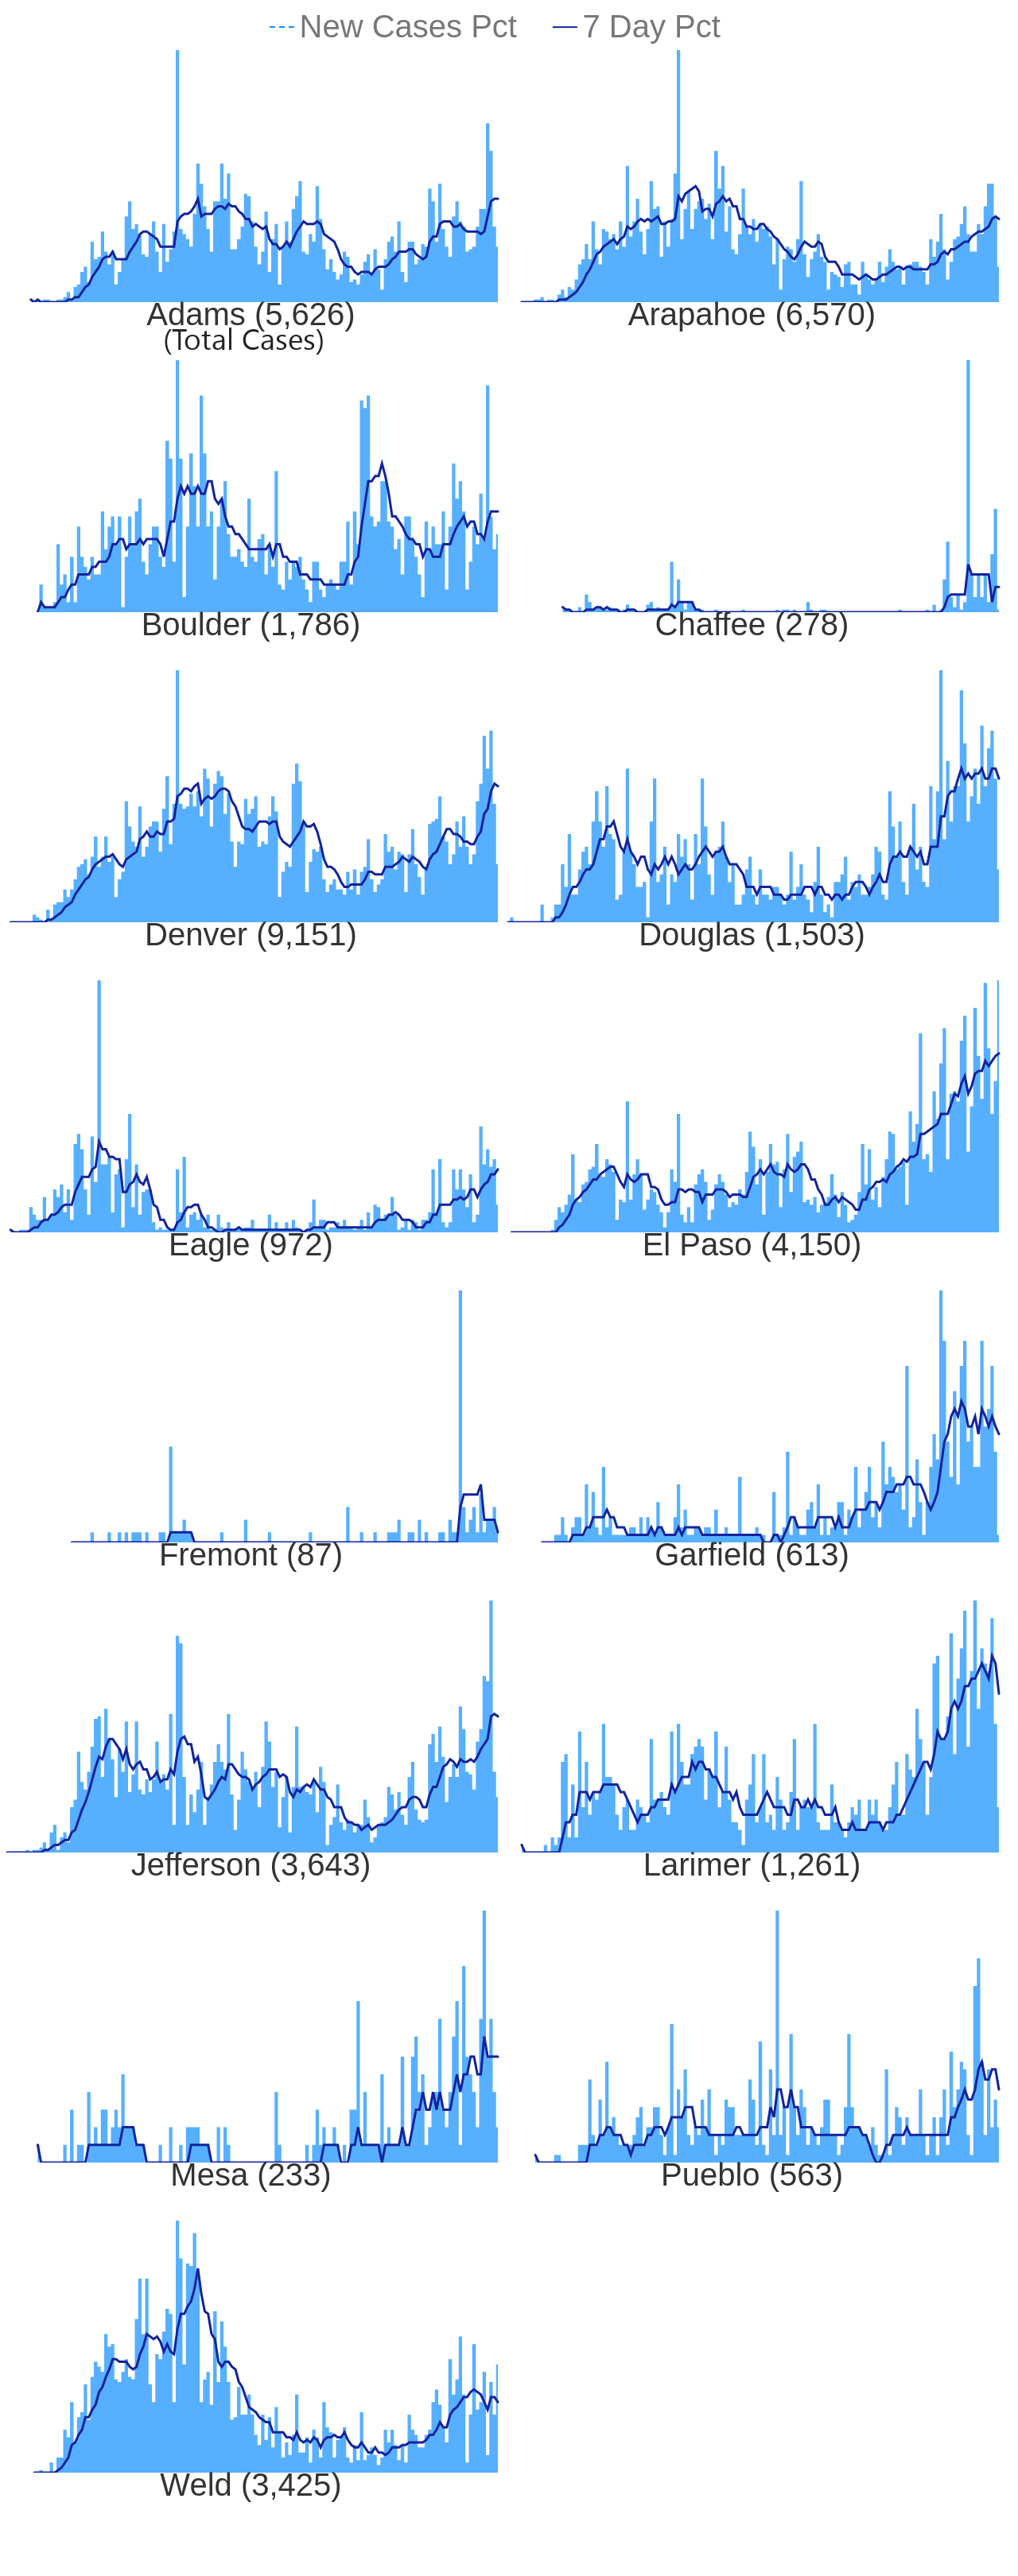 New Cases Pct 7 Day Pct
Adams (5,626) Arapahoe (6,570)
(Total Cases)
Boulder (1,786) Chaffee (278)
Denver (9,151) Douglas (1,503)
Eagle (972) El Paso (4,150)
Fremont (87) Garfield (613)
Jefferson (3,643) Larimer (1,261)
Mesa (233) Pueblo (563)
Weld (3,425)